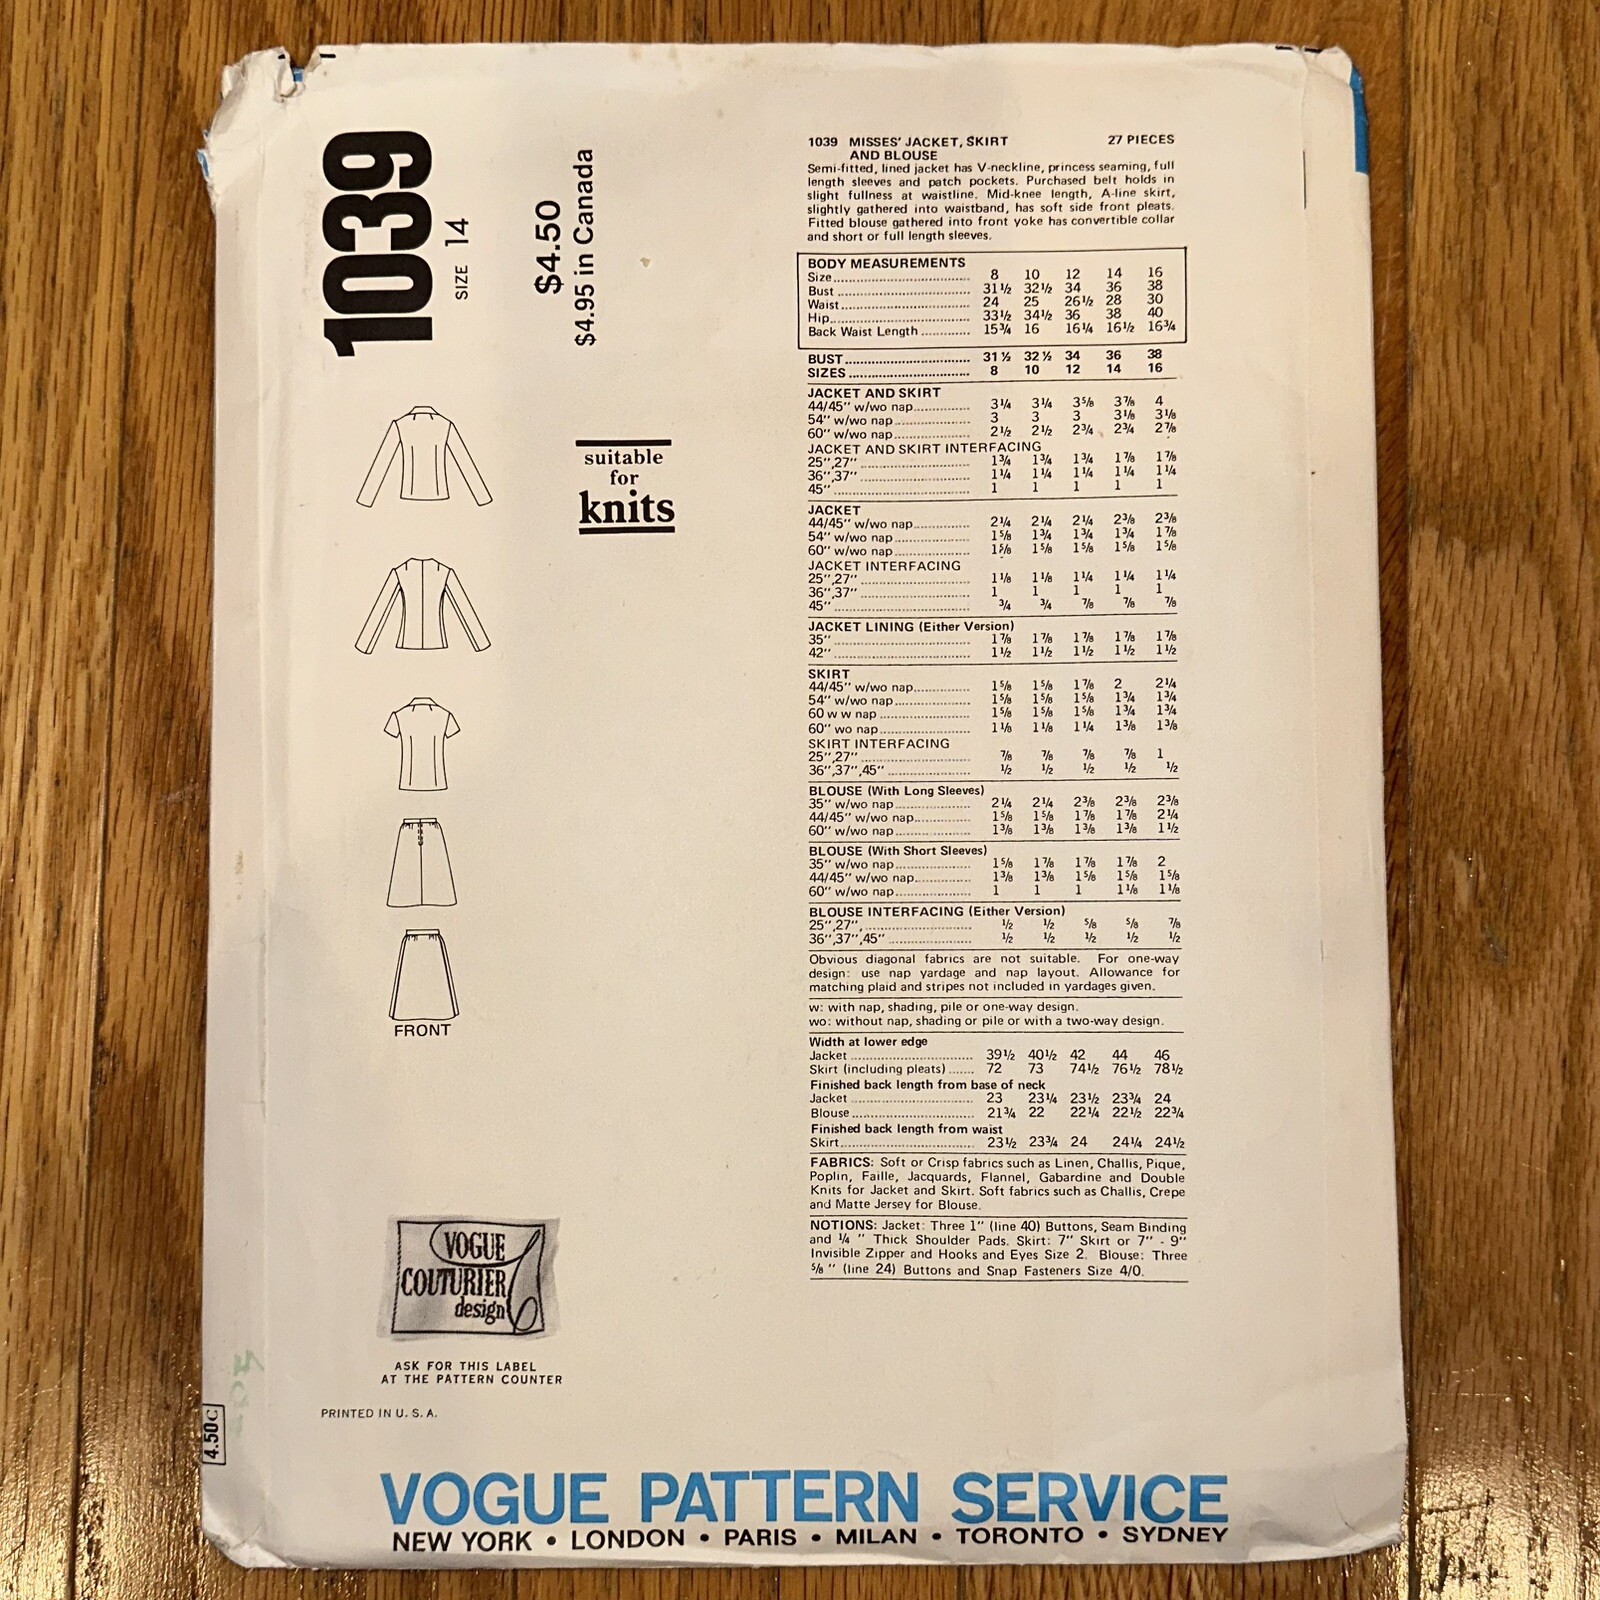 1039
SIZE 14
$4.50
$4.95 in Canada
suitable
for
knits
FRONT
VOGUE
COUTURIER
design
ASK FOR THIS LABEL
AT THE PATTERN COUNTER
PRINTED IN U.S.A.
4.50C
1039 MISSES' JACKET, SKIRT 27 PIECES
AND BLOUSE
Semi-fitted, lined jacket has V-neckline, princess seaming, full
length sleeves and patch pockets. Purchased belt holds in
slight fullness at waistline. Mid-knee length, A-line skirt,
slightly gathered into waistband, has soft side front pleats.
Fitted blouse gathered into front yoke has convertible collar
and short or full length sleeves.
BODY MEASUREMENTS
Size 8 10 12 14 16
Bust 31½ 32½ 34 36 38
Waist 24 25 26½ 28 30
Hip 33½ 34½ 36 38 40
Back Waist Length 15¾ 16 16¼ 16½ 16¾
BUST 31½ 32½ 34 36 38
SIZES 8 10 12 14 16
JACKET AND SKIRT
44/45" w/wo nap 3¼ 3¼ 3⅝ 3⅞ 4
54" w/wo nap 3 3 3 3⅛ 3⅛
60" w/wo nap 2½ 2½ 2¾ 2¾ 2⅞
JACKET AND SKIRT INTERFACING
25",27" 1¾ 1¾ 1¾ 1⅞ 1⅞
36",37" 1¼ 1¼ 1¼ 1¼ 1¼
45" 1 1 1 1 1
JACKET
44/45" w/wo nap 2¼ 2¼ 2¼ 2⅜ 2⅜
54" w/wo nap 1⅝ 1¾ 1¾ 1¾ 1⅞
60" w/wo nap 1⅝ 1⅝ 1⅝ 1⅝ 1⅝
JACKET INTERFACING
25",27" 1⅛ 1⅛ 1¼ 1¼ 1¼
36",37" 1 1 1 1 1
45" ¾ ¾ ⅞ ⅞ ⅞
JACKET LINING (Either Version)
35" 1⅞ 1⅞ 1⅞ 1⅞ 1⅞
42" 1½ 1½ 1½ 1½ 1½
SKIRT
44/45" w/wo nap 1⅝ 1⅝ 1⅞ 2 2¼
54" w/wo nap 1⅝ 1⅝ 1⅝ 1¾ 1¾
60 w w nap 1⅝ 1⅝ 1⅝ 1¾ 1¾
60" wo nap 1⅛ 1⅛ 1¼ 1⅜ 1⅜
SKIRT INTERFACING
25",27" ⅞ ⅞ ⅞ ⅞ 1
36",37",45" ½ ½ ½ ½ ½
BLOUSE (With Long Sleeves)
35" w/wo nap 2¼ 2¼ 2⅜ 2⅜ 2⅜
44/45" w/wo nap 1⅝ 1⅝ 1⅞ 1⅞ 2¼
60" w/wo nap 1⅜ 1⅜ 1⅜ 1⅜ 1½
BLOUSE (With Short Sleeves)
35" w/wo nap 1⅝ 1⅞ 1⅞ 1⅞ 2
44/45" w/wo nap 1⅜ 1⅜ 1⅝ 1⅝ 1⅝
60" w/wo nap 1 1 1 1⅛ 1⅛
BLOUSE INTERFACING (Either Version)
25",27", ½ ½ ⅝ ⅝ ⅞
36",37",45" ½ ½ ½ ½ ½
Obvious diagonal fabrics are not suitable. For one-way
design: use nap yardage and nap layout. Allowance for
matching plaid and stripes not included in yardages given.
w: with nap, shading, pile or one-way design.
wo: without nap, shading or pile or with a two-way design.
Width at lower edge
Jacket 39½ 40½ 42 44 46
Skirt (including pleats) 72 73 74½ 76½ 78½
Finished back length from base of neck
Jacket 23 23¼ 23½ 23¾ 24
Blouse 21¾ 22 22¼ 22½ 22¾
Finished back length from waist
Skirt 23½ 23¾ 24 24¼ 24½
FABRICS: Soft or Crisp fabrics such as Linen, Challis, Pique,
Poplin, Faille, Jacquards, Flannel, Gabardine and Double
Knits for Jacket and Skirt. Soft fabrics such as Challis, Crepe
and Matte Jersey for Blouse.
NOTIONS: Jacket: Three 1" (line 40) Buttons, Seam Binding
and ¼ " Thick Shoulder Pads. Skirt: 7" Skirt or 7" - 9"
Invisible Zipper and Hooks and Eyes Size 2. Blouse: Three
⅝ " (line 24) Buttons and Snap Fasteners Size 4/0.
VOGUE PATTERN SERVICE
NEW YORK • LONDON • PARIS • MILAN • TORONTO • SYDNEY